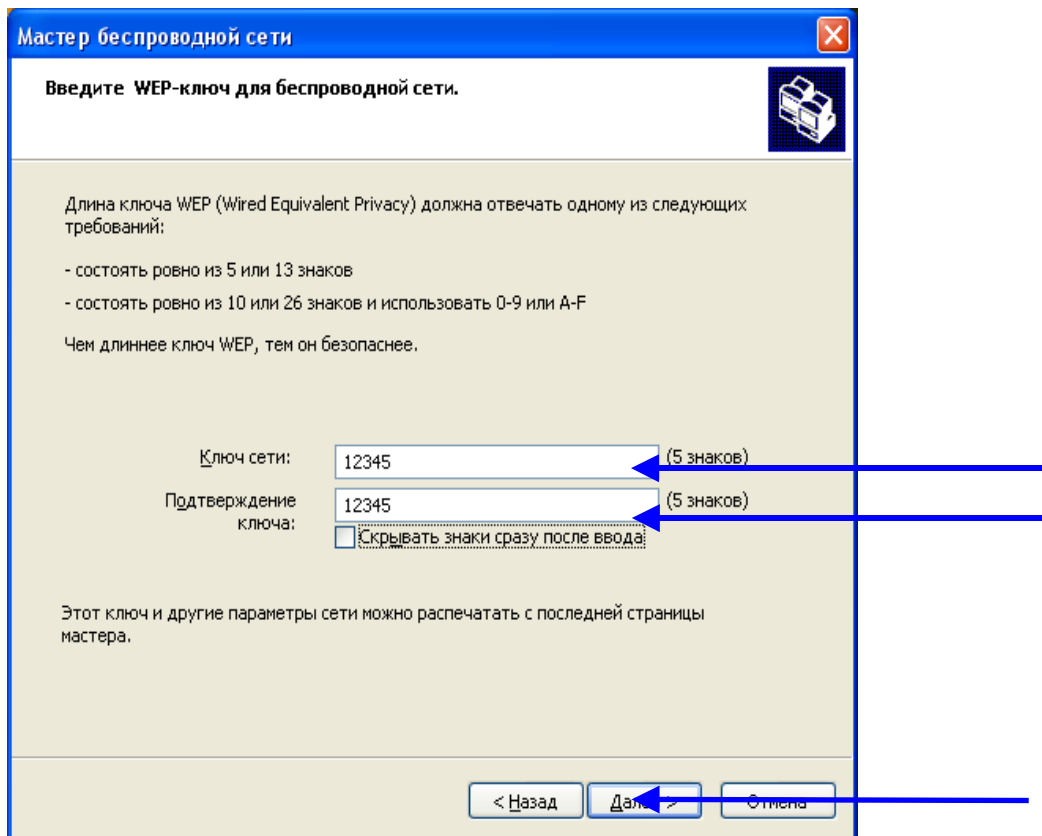 Мастер беспроводной сети
Введите WEP-ключ для беспроводной сети.
Длина ключа WEP (Wired Equivalent Privacy) должна отвечать одному из следующих
требований:
- состоять ровно из 5 или 13 знаков
- состоять ровно из 10 или 26 знаков и использовать 0-9 или A-F
Чем длиннее ключ WEP, тем он безопаснее.
Ключ сети: 12345 (5 знаков)
Подтверждение 12345 (5 знаков)
ключа:
Скрывать знаки сразу после ввода
Этот ключ и другие параметры сети можно распечатать с последней страницы
мастера.
< Назад Далее > Отмена